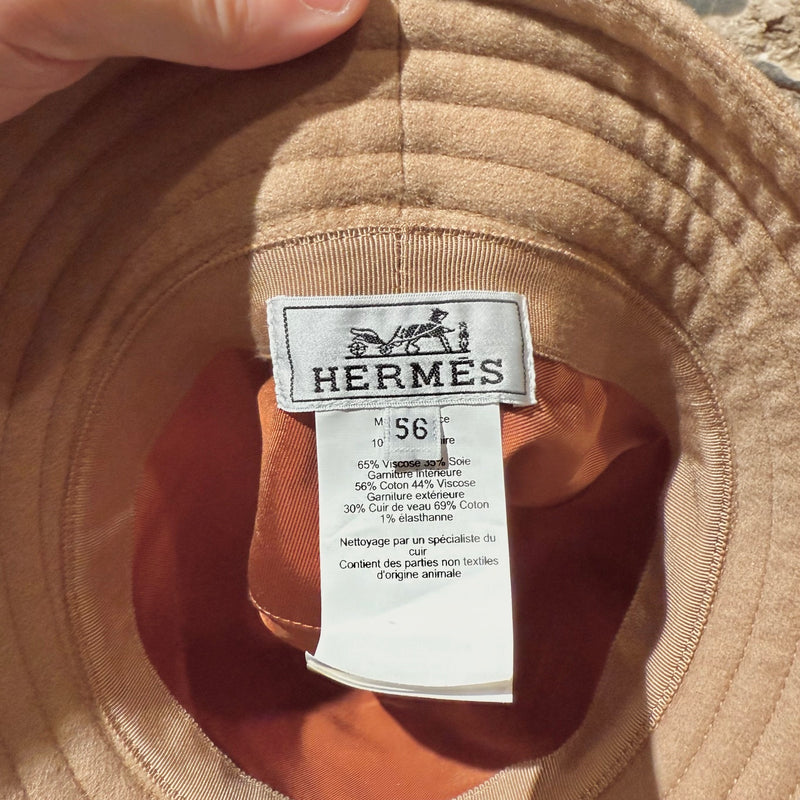 HERMÈS
56
65% Viscose 35% Soie
Garniture intérieure
56% Coton 44% Viscose
Garniture extérieure
30% Cuir de veau 69% Coton
1% élasthanne
Nettoyage par un spécialiste du
cuir
Contient des parties non textiles
d'origine animale